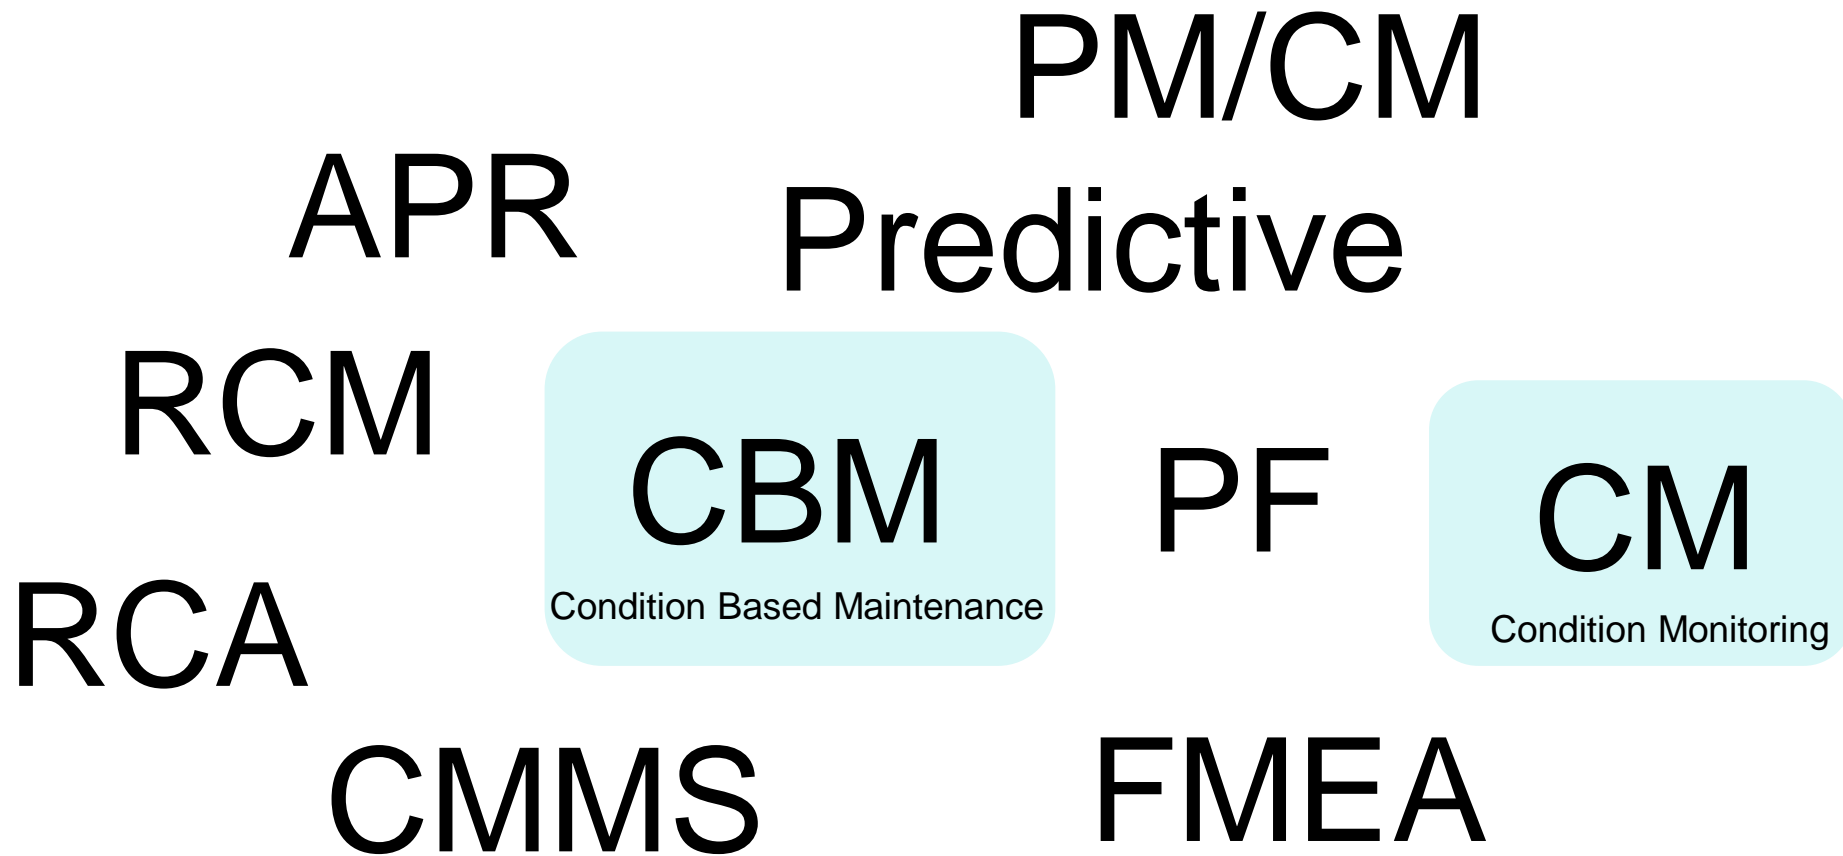 PM/CM
APR
Predictive
RCM
CBM
Condition Based Maintenance
PF
CM
Condition Monitoring
RCA
CMMS
FMEA